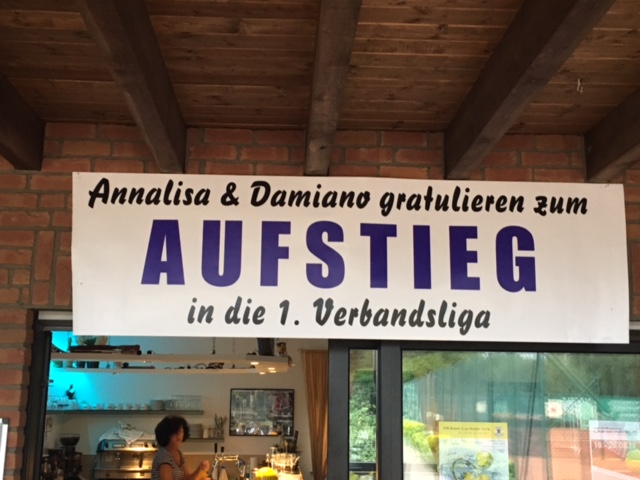 Annalisa & Damiano gratulieren zum
AUFSTIEG
in die 1. Verbandsliga